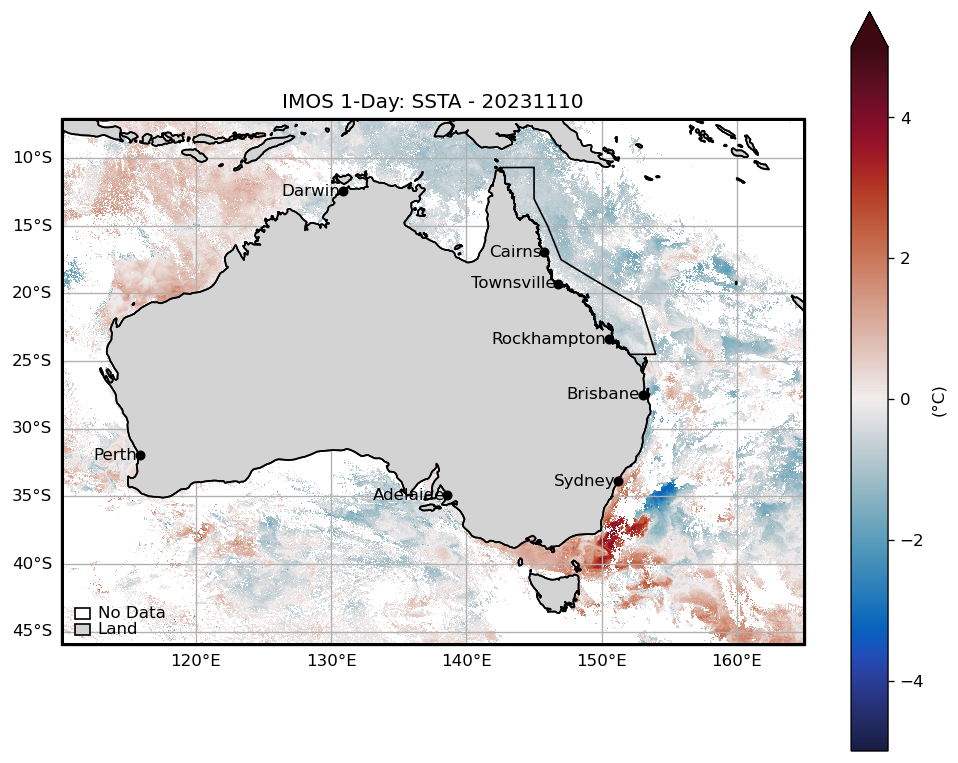 IMOS 1-Day: SSTA - 20231110
10°S
15°S
20°S
25°S
30°S
35°S
40°S
45°S
Darwin
Cairns
Townsville
Rockhampton
Brisbane
Perth
Sydney
Adelaide
No Data
Land
120°E 130°E 140°E 150°E 160°E
4
2
0
−2
−4
(°C)